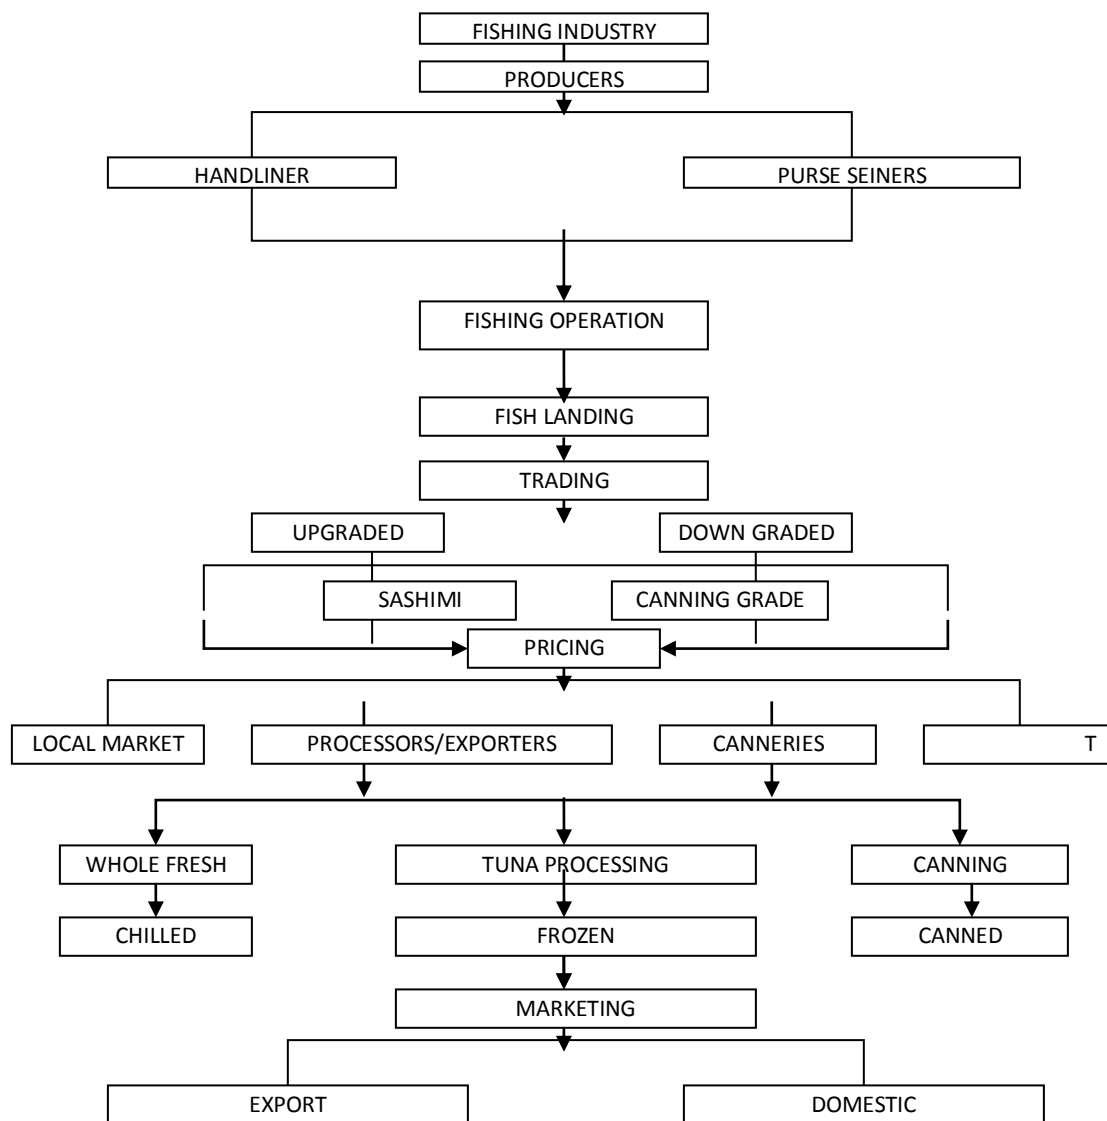 FISHING INDUSTRY
PRODUCERS
HANDLINER
PURSE SEINERS
FISHING OPERATION
FISH LANDING
TRADING
UPGRADED
DOWN GRADED
SASHIMI
CANNING GRADE
PRICING
LOCAL MARKET
PROCESSORS/EXPORTERS
CANNERIES
T
WHOLE FRESH
TUNA PROCESSING
CANNING
CHILLED
FROZEN
CANNED
MARKETING
EXPORT
DOMESTIC